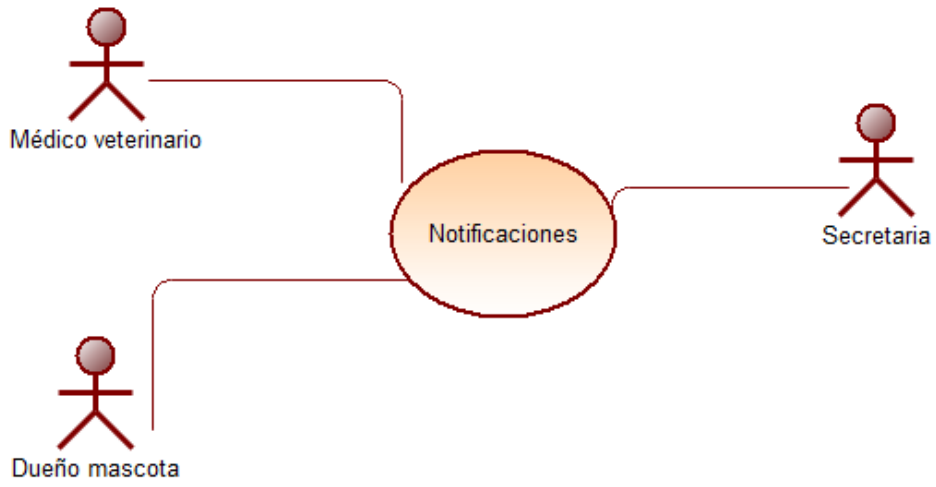 Médico veterinario
Notificaciones
Secretaria
Dueño mascota